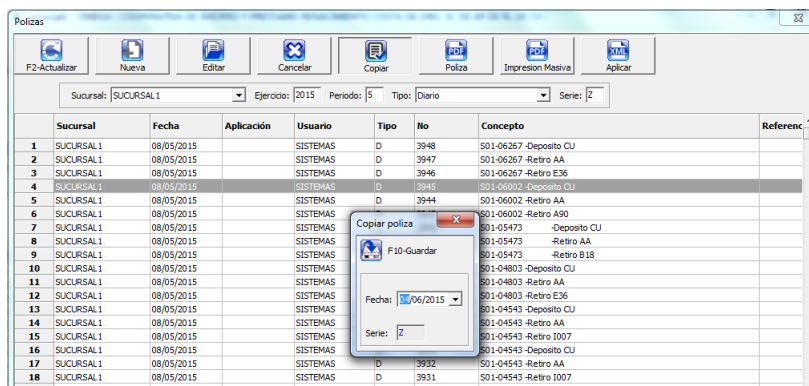 Polizas
F2-Actualizar Nueva Editar Cancelar Copiar Poliza Impresion Masiva Aplicar
Sucursal: SUCURSAL1 Ejercicio: 2015 Periodo: 5 Tipo: Diario Serie: Z
Sucursal Fecha Aplicación Usuario Tipo No Concepto Referenc
1 SUCURSAL1 08/05/2015 SISTEMAS D 3948 S01-06267 -Deposito CU
2 SUCURSAL1 08/05/2015 SISTEMAS D 3947 S01-06267 -Retiro AA
3 SUCURSAL1 08/05/2015 SISTEMAS D 3946 S01-06267 -Retiro E36
4 SUCURSAL1 08/05/2015 SISTEMAS D 3945 S01-06002 -Deposito CU
5 SUCURSAL1 08/05/2015 SISTEMAS D 3944 S01-06002 -Retiro AA
6 SUCURSAL1 08/05/2015 SISTEMAS S01-06002 -Retiro A90
7 SUCURSAL1 08/05/2015 SISTEMAS S01-05473 -Deposito CU
8 SUCURSAL1 08/05/2015 SISTEMAS S01-05473 -Retiro AA
9 SUCURSAL1 08/05/2015 SISTEMAS S01-05473 -Retiro B18
10 SUCURSAL1 08/05/2015 SISTEMAS S01-04803 -Deposito CU
11 SUCURSAL1 08/05/2015 SISTEMAS S01-04803 -Retiro AA
12 SUCURSAL1 08/05/2015 SISTEMAS S01-04803 -Retiro E36
13 SUCURSAL1 08/05/2015 SISTEMAS S01-04543 -Deposito CU
14 SUCURSAL1 08/05/2015 SISTEMAS S01-04543 -Retiro AA
15 SUCURSAL1 08/05/2015 SISTEMAS S01-04543 -Retiro I007
16 SUCURSAL1 08/05/2015 SISTEMAS S01-04543 -Deposito CU
17 SUCURSAL1 08/05/2015 SISTEMAS D 3932 S01-04543 -Retiro AA
18 SUCURSAL1 08/05/2015 SISTEMAS D 3931 S01-04543 -Retiro I007
Copiar poliza
F10-Guardar
Fecha: 04/06/2015
Serie: Z